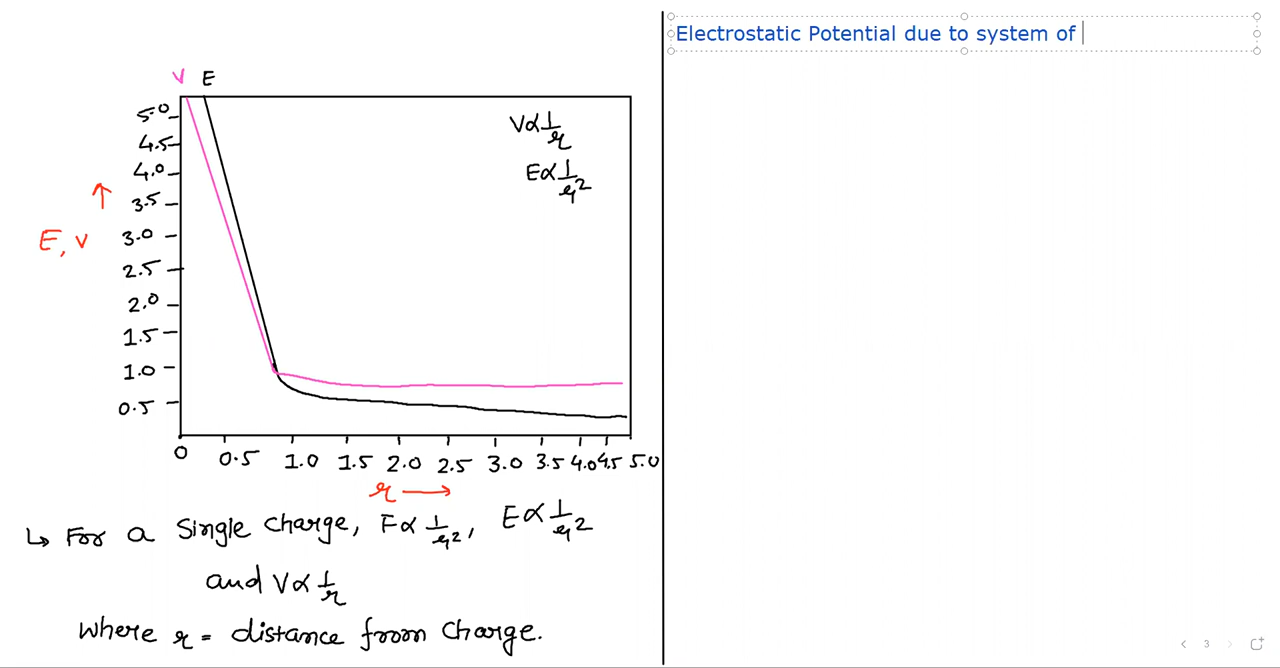 V E
5.0
4.5
4.0
3.5
3.0
2.5
2.0
1.5
1.0
0.5
E, V
V∝1/r
E∝1/r²
0 0.5 1.0 1.5 2.0 2.5 3.0 3.5 4.0 4.5 5.0
r →
↳ For a Single charge, F∝1/r², E∝1/r²
and V∝1/r
where r = distance from charge.
Electrostatic Potential due to system of
3